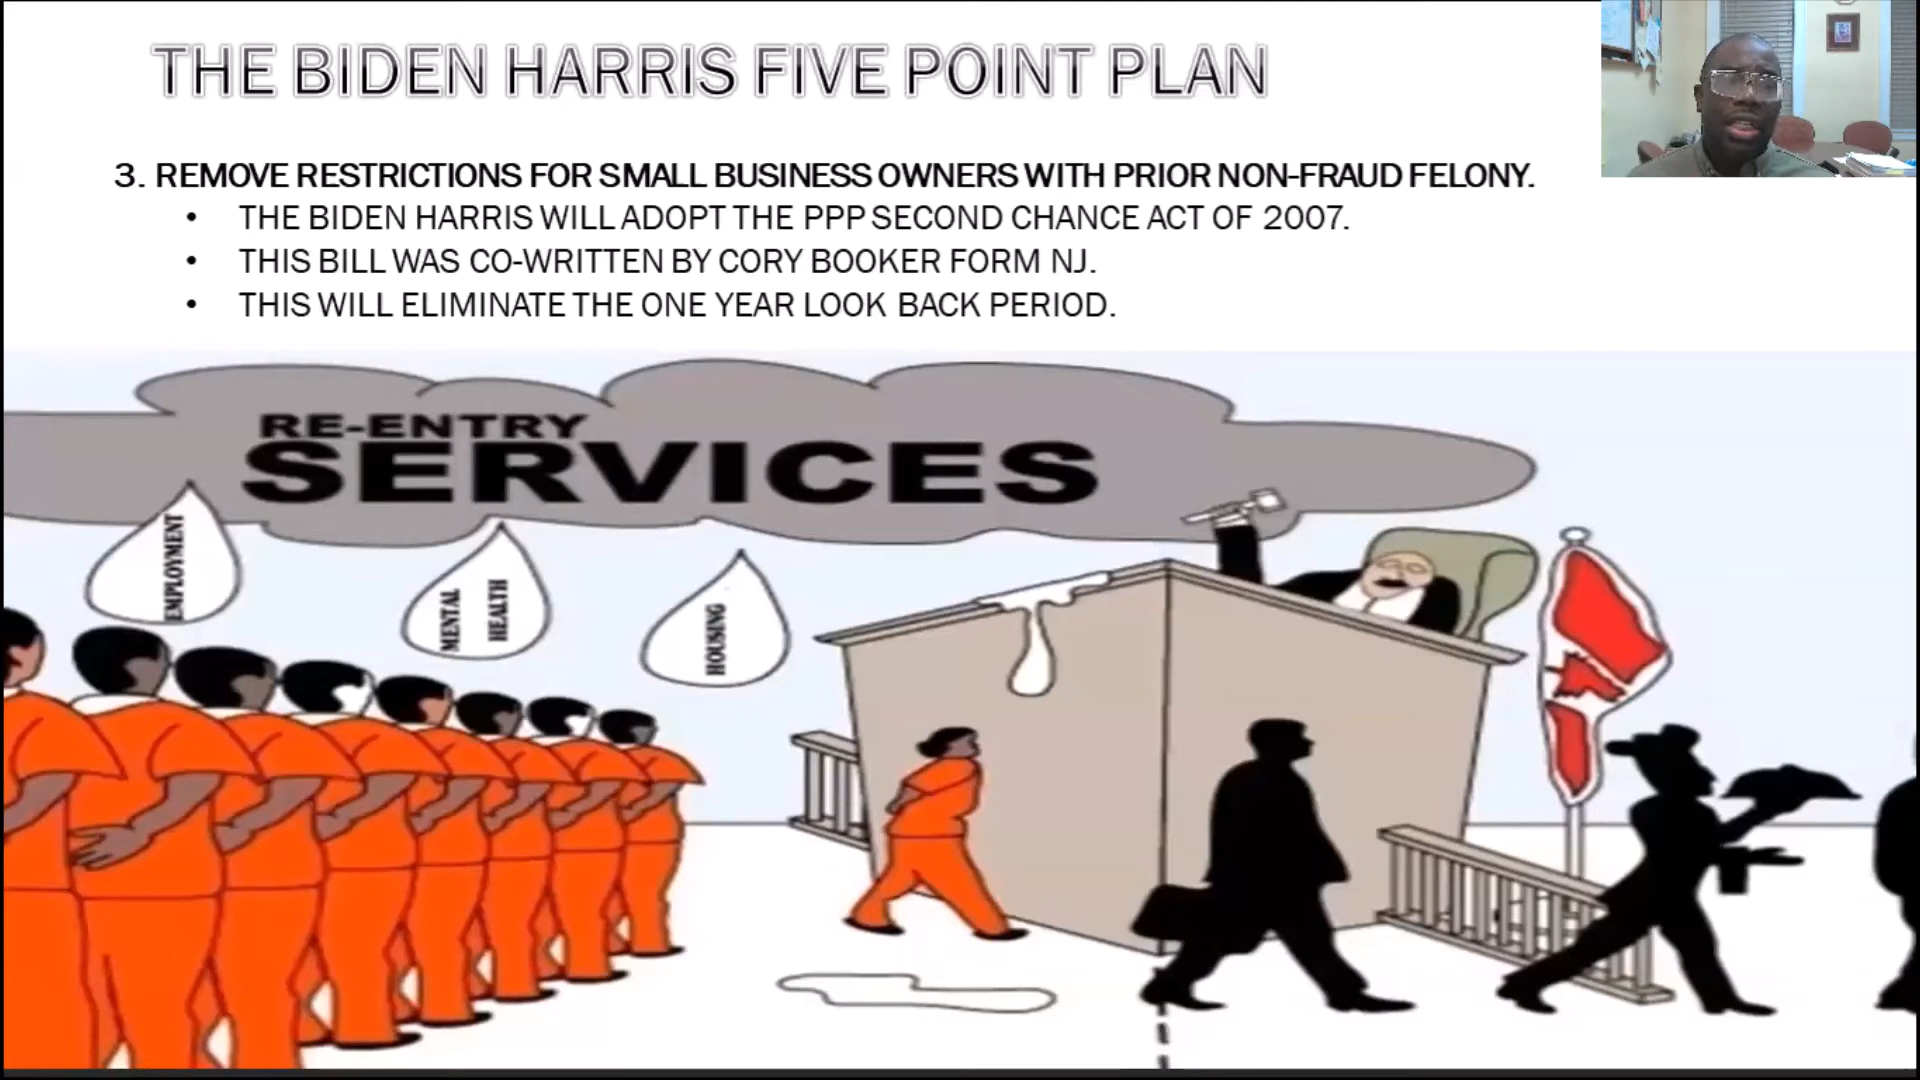 THE BIDEN HARRIS FIVE POINT PLAN
3. REMOVE RESTRICTIONS FOR SMALL BUSINESS OWNERS WITH PRIOR NON-FRAUD FELONY.
• THE BIDEN HARRIS WILL ADOPT THE PPP SECOND CHANCE ACT OF 2007.
• THIS BILL WAS CO-WRITTEN BY CORY BOOKER FORM NJ.
• THIS WILL ELIMINATE THE ONE YEAR LOOK BACK PERIOD.
RE-ENTRY
SERVICES
EMPLOYMENT
MENTAL
HEALTH
HOUSING